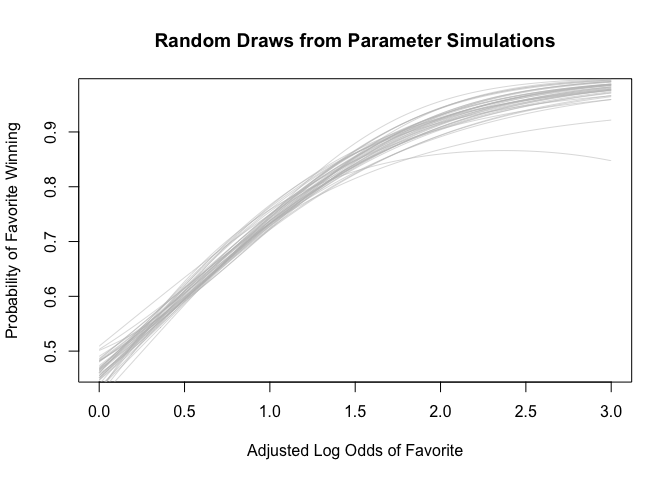 Random Draws from Parameter Simulations
Probability of Favorite Winning
0.9
0.8
0.7
0.6
0.5
0.0 0.5 1.0 1.5 2.0 2.5 3.0
Adjusted Log Odds of Favorite